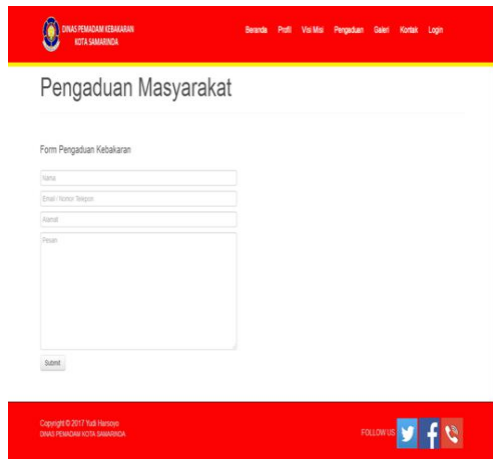 DINAS PEMADAM KEBAKARAN
KOTA SAMARINDA
Beranda Profil Visi Misi Pengaduan Galeri Kontak Login
Pengaduan Masyarakat
Form Pengaduan Kebakaran
Nama
Email / Nomor Telepon
Alamat
Pesan
Submit
Copyright © 2017 Yudi Harsoyo
DINAS PEMADAM KOTA SAMARINDA
FOLLOW US